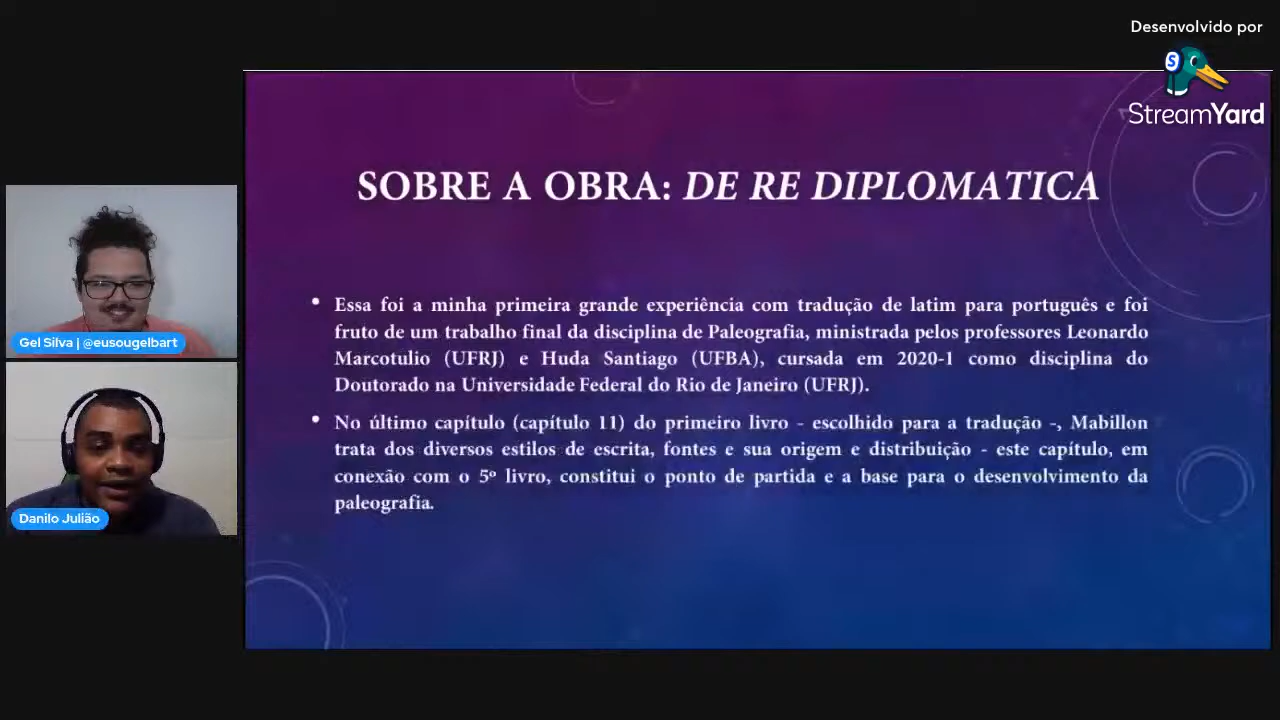 Desenvolvido por
StreamYard
SOBRE A OBRA: DE RE DIPLOMATICA
• Essa foi a minha primeira grande experiência com tradução de latim para português e foi
fruto de um trabalho final da disciplina de Paleografia, ministrada pelos professores Leonardo
Marcotulio (UFRJ) e Huda Santiago (UFBA), cursada em 2020-1 como disciplina do
Doutorado na Universidade Federal do Rio de Janeiro (UFRJ).
• No último capítulo (capítulo 11) do primeiro livro - escolhido para a tradução -, Mabillon
trata dos diversos estilos de escrita, fontes e sua origem e distribuição - este capítulo, em
conexão com o 5º livro, constitui o ponto de partida e a base para o desenvolvimento da
paleografia.
Gel Silva | @eusougelbart
Danilo Julião